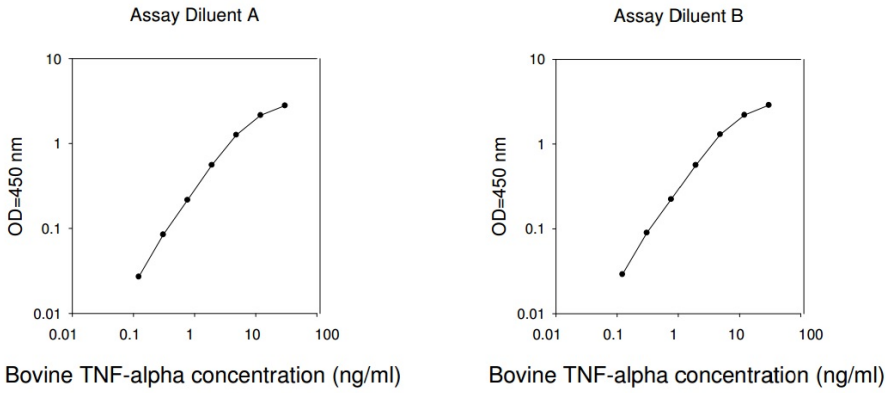 Assay Diluent A
10
1
0.1
0.01
OD=450 nm
0.01 0.1 1 10 100
Bovine TNF-alpha concentration (ng/ml)
Assay Diluent B
10
1
0.1
0.01
OD=450 nm
0.01 0.1 1 10 100
Bovine TNF-alpha concentration (ng/ml)